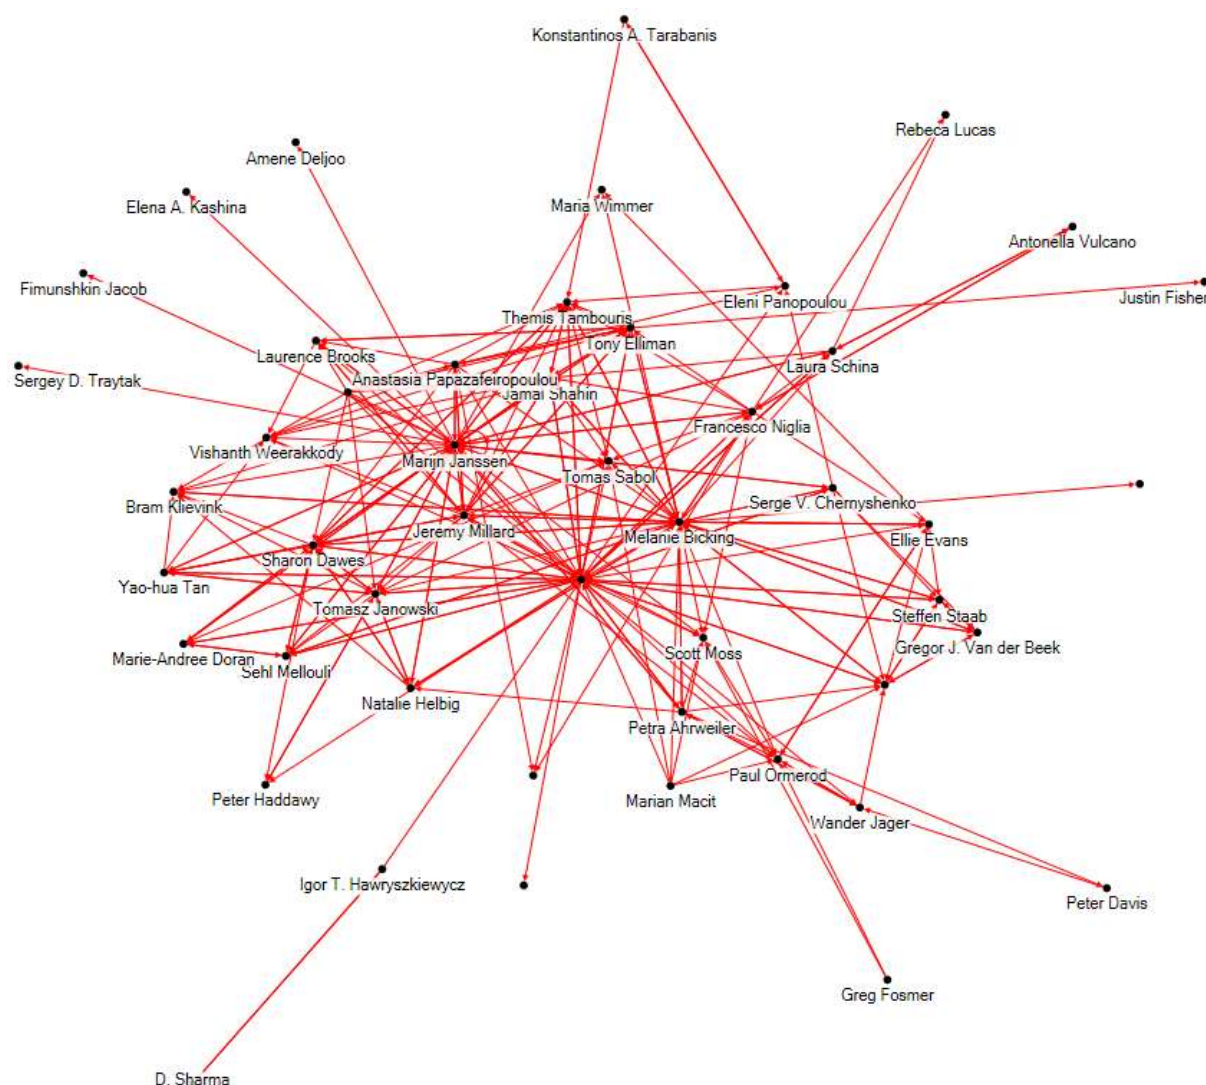 Konstantinos A. Tarabanis
Rebeca Lucas
Amene Deljoo
Elena A. Kashina
Maria Wimmer
Antonella Vulcano
Fimunshkin Jacob
Eleni Panopoulou
Justin Fisher
Themis Tambouris
Tony Elliman
Laurence Brooks
Laura Schina
Sergey D. Traytak
Anastasia Papazafeiropoulou
Jamal Shahin
Francesco Niglia
Vishanth Weerakkody
Marijn Janssen
Tomas Sabol
Bram Klievink
Serge V. Chernyshenko
Jeremy Millard
Melanie Bicking
Ellie Evans
Sharon Dawes
Yao-hua Tan
Tomasz Janowski
Steffen Staab
Gregor J. Van der Beek
Scott Moss
Marie-Andree Doran
Sehl Mellouli
Natalie Helbig
Petra Ahrweiler
Paul Ormerod
Peter Haddawy
Marian Macit
Wander Jager
Igor T. Hawryszkiewycz
Peter Davis
Greg Fosmer
D. Sharma